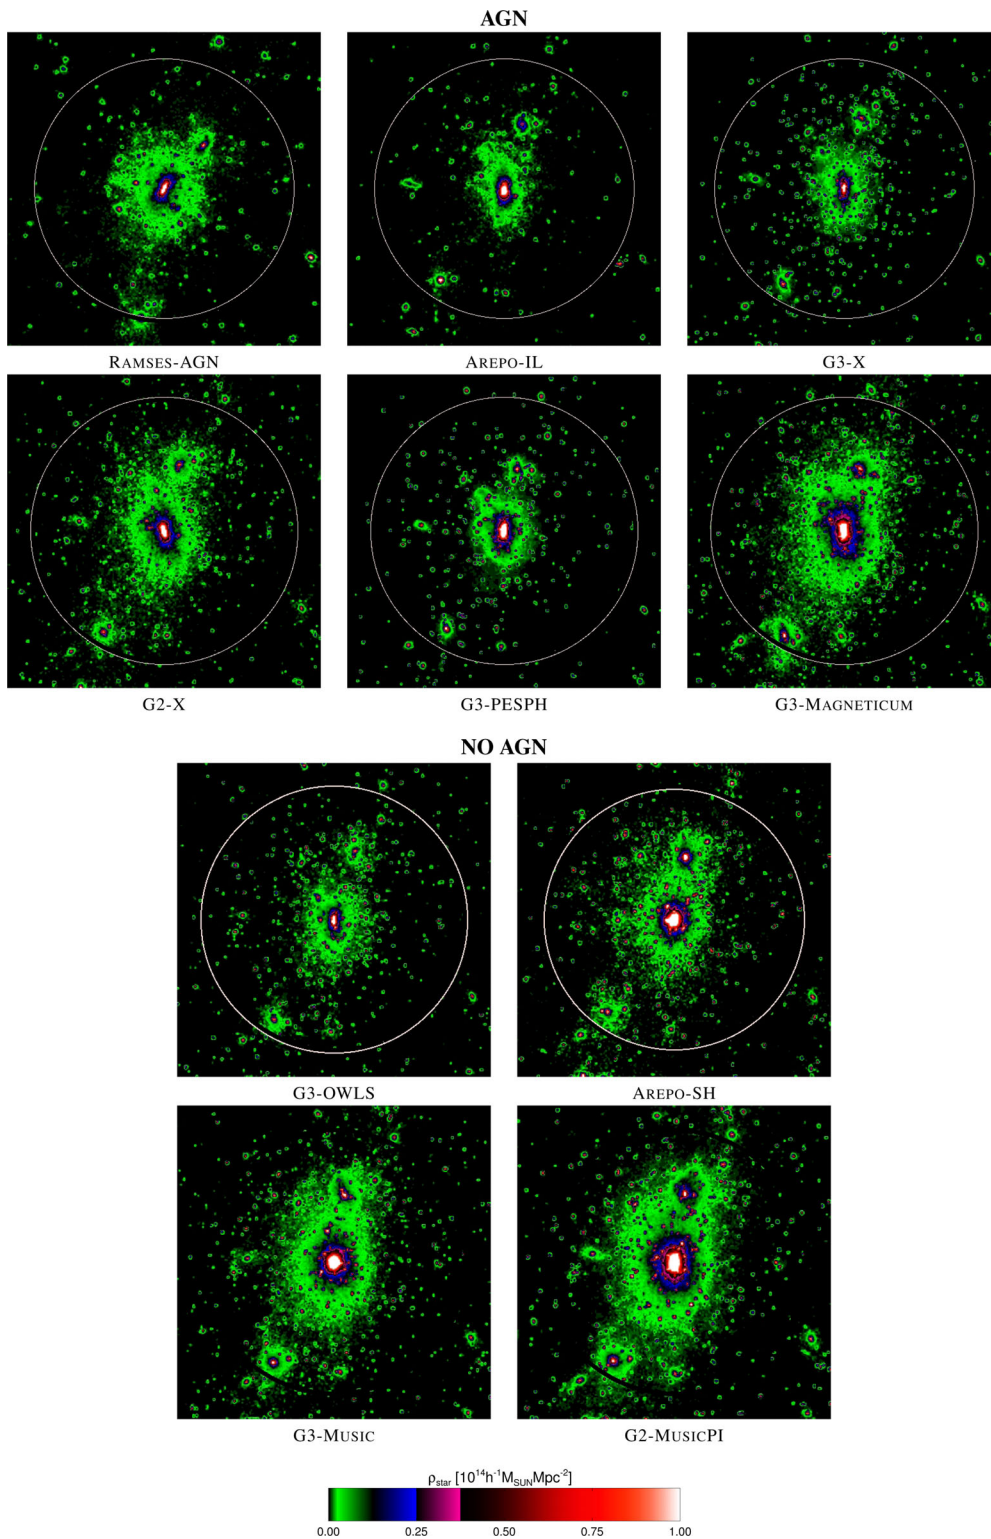 AGN
RAMSES-AGN AREPO-IL G3-X
G2-X G3-PESPH G3-MAGNETICUM
NO AGN
G3-OWLS AREPO-SH
G3-MUSIC G2-MUSICPI
ρstar [10¹⁴h⁻¹MSUNMpc⁻²]
0.00 0.25 0.50 0.75 1.00